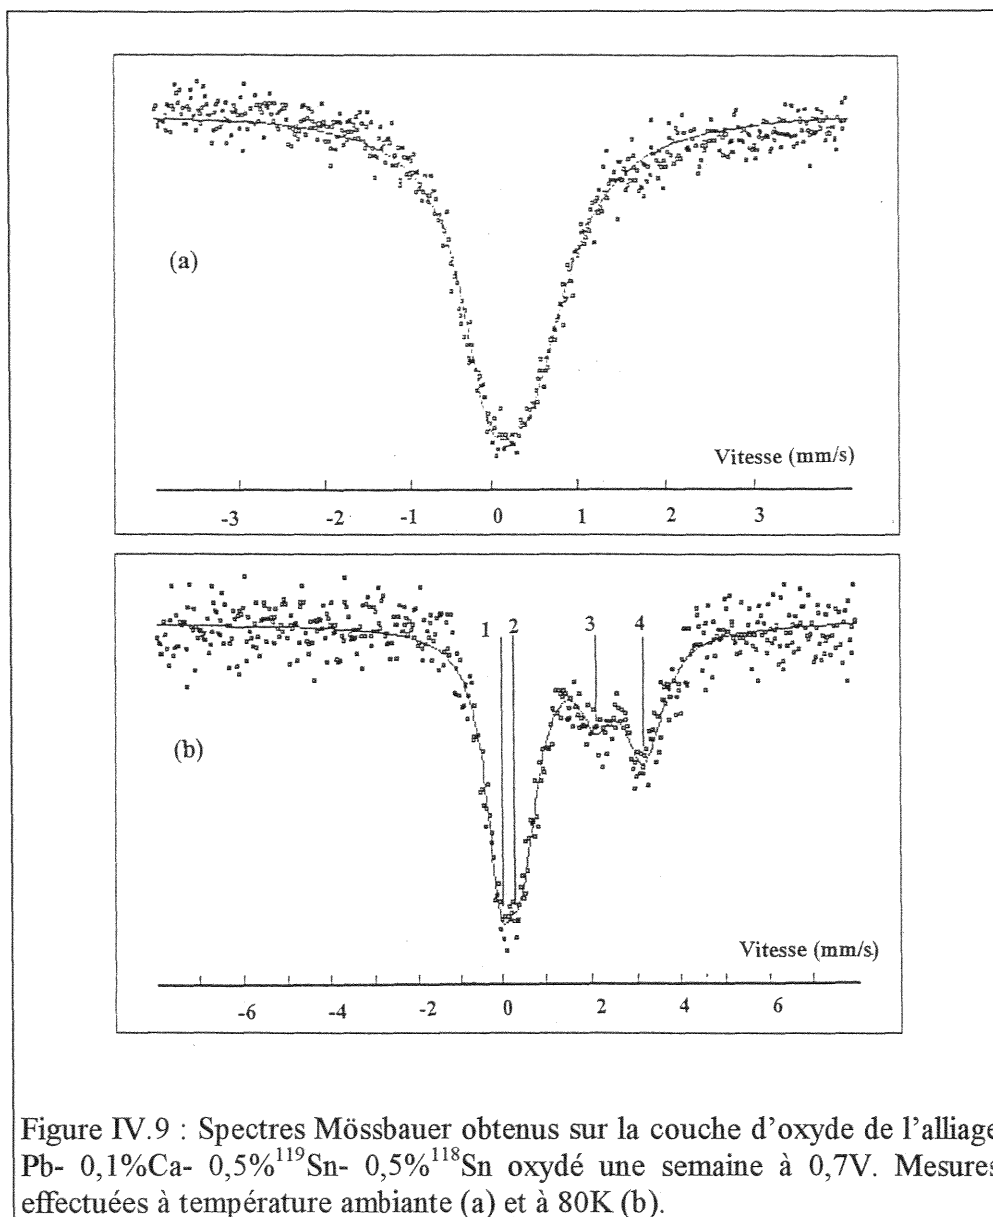 (a)
Vitesse (mm/s)
-3 -2 -1 0 1 2 3
1 2 3 4
(b)
Vitesse (mm/s)
-6 -4 -2 0 2 4 6
Figure IV.9 : Spectres Mössbauer obtenus sur la couche d'oxyde de l'alliage
Pb- 0,1%Ca- 0,5%¹¹⁹Sn- 0,5%¹¹⁸Sn oxydé une semaine à 0,7V. Mesures
effectuées à température ambiante (a) et à 80K (b).